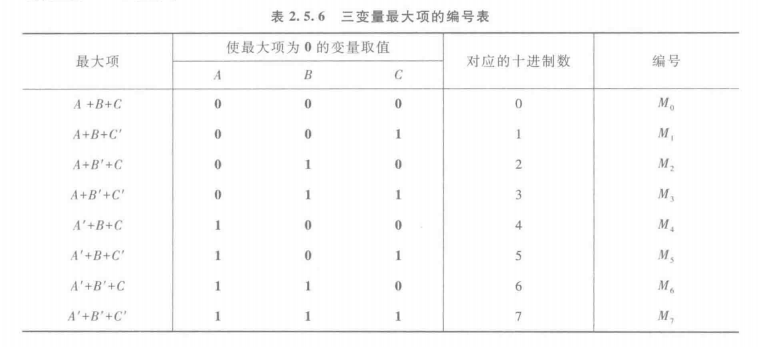 表 2.5.6 三变量最大项的编号表
最大项 使最大项为 0 的变量取值 对应的十进制数 编号
A B C
A+B+C 0 0 0 0 M₀
A+B+C′ 0 0 1 1 M₁
A+B′+C 0 1 0 2 M₂
A+B′+C′ 0 1 1 3 M₃
A′+B+C 1 0 0 4 M₄
A′+B+C′ 1 0 1 5 M₅
A′+B′+C 1 1 0 6 M₆
A′+B′+C′ 1 1 1 7 M₇